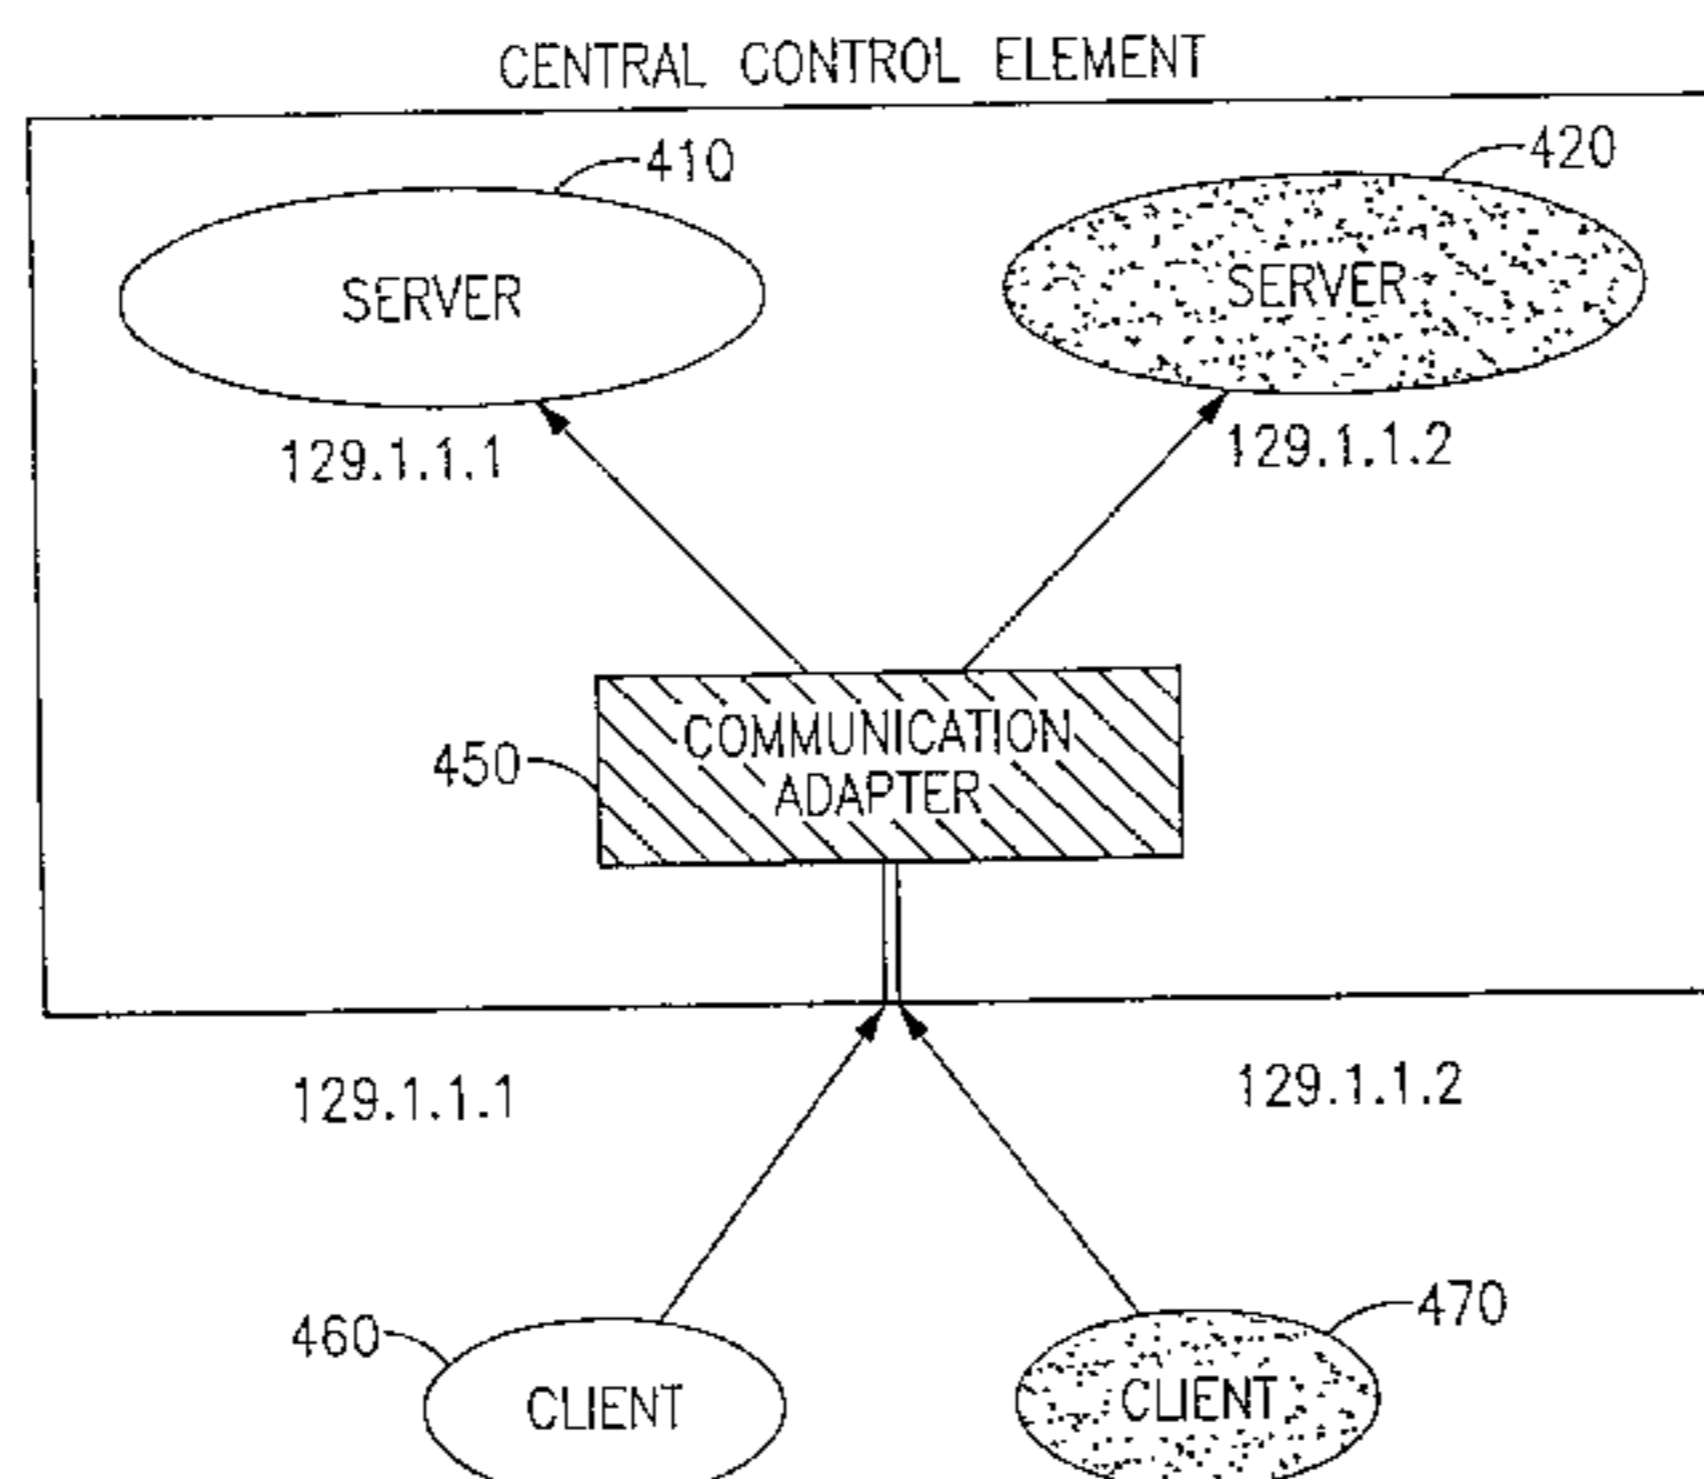 CENTRAL CONTROL ELEMENT
410
420
SERVER
SERVER
129.1.1.1
129.1.1.2
450
COMMUNICATION
ADAPTER
129.1.1.1
129.1.1.2
460
470
CLIENT
CLIENT